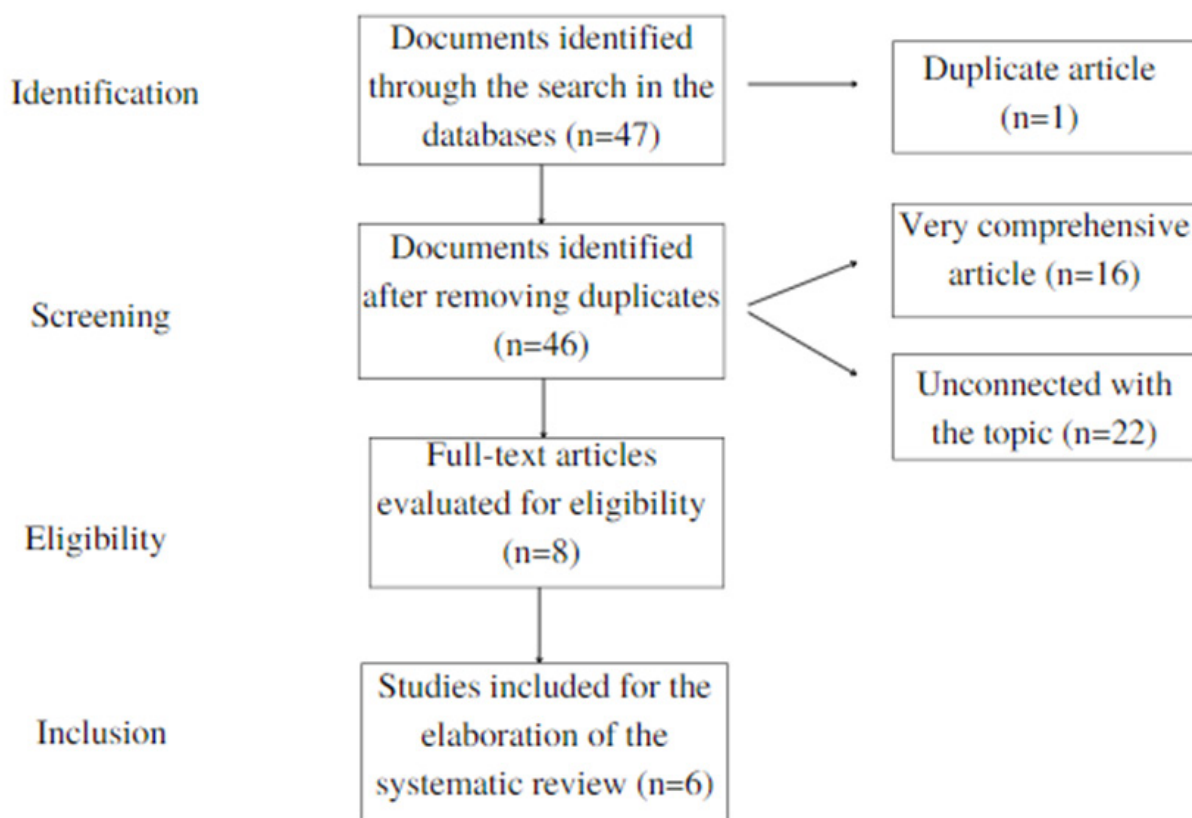 Identification
Documents identified
through the search in the
databases (n=47)
Duplicate article
(n=1)
Screening
Documents identified
after removing duplicates
(n=46)
Very comprehensive
article (n=16)
Unconnected with
the topic (n=22)
Eligibility
Full-text articles
evaluated for eligibility
(n=8)
Inclusion
Studies included for the
elaboration of the
systematic review (n=6)